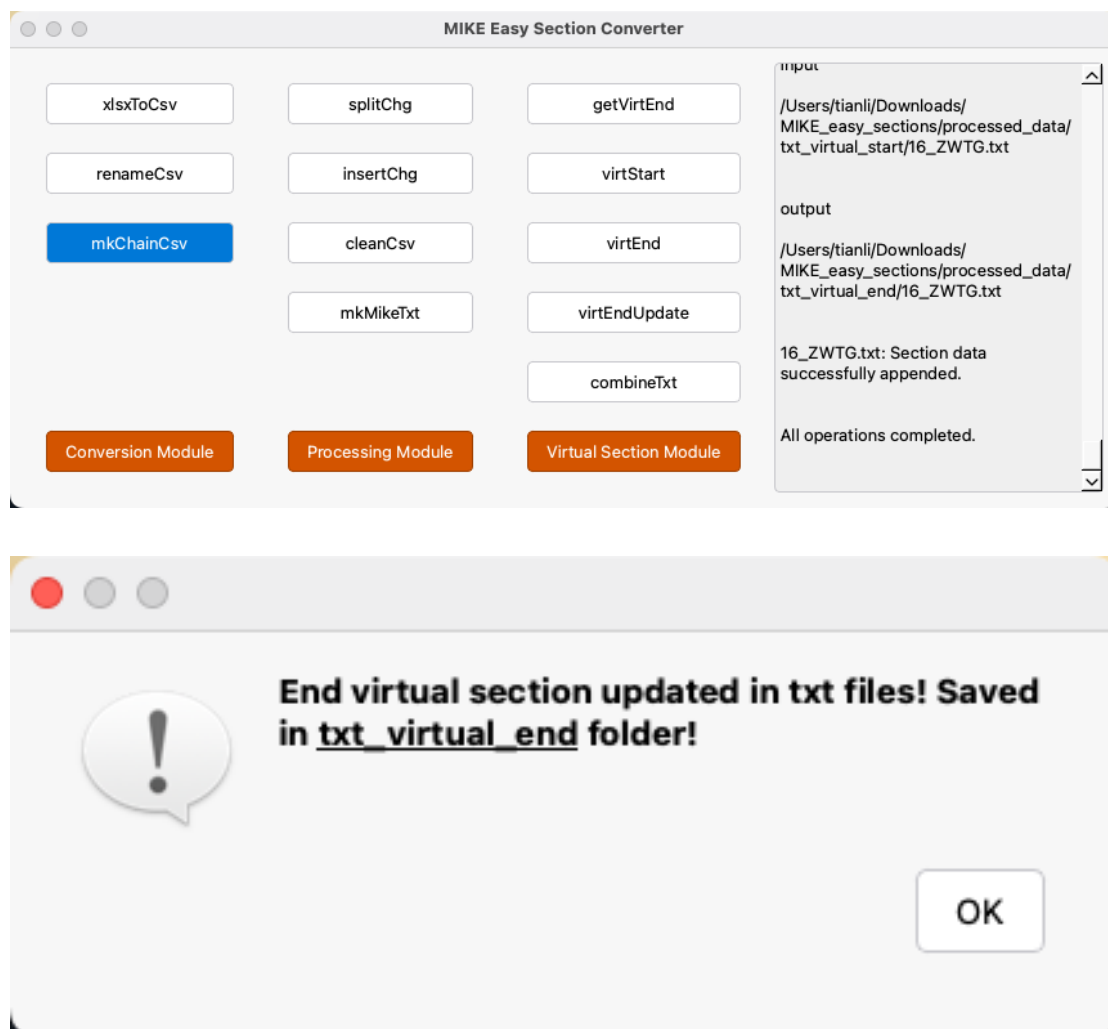 MIKE Easy Section Converter
xlsxToCsv
splitChg
getVirtEnd
renameCsv
insertChg
virtStart
mkChainCsv
cleanCsv
virtEnd
mkMikeTxt
virtEndUpdate
combineTxt
Conversion Module
Processing Module
Virtual Section Module
input
/Users/tianli/Downloads/
MIKE_easy_sections/processed_data/
txt_virtual_start/16_ZWTG.txt
output
/Users/tianli/Downloads/
MIKE_easy_sections/processed_data/
txt_virtual_end/16_ZWTG.txt
16_ZWTG.txt: Section data
successfully appended.
All operations completed.
End virtual section updated in txt files! Saved
in txt_virtual_end folder!
OK